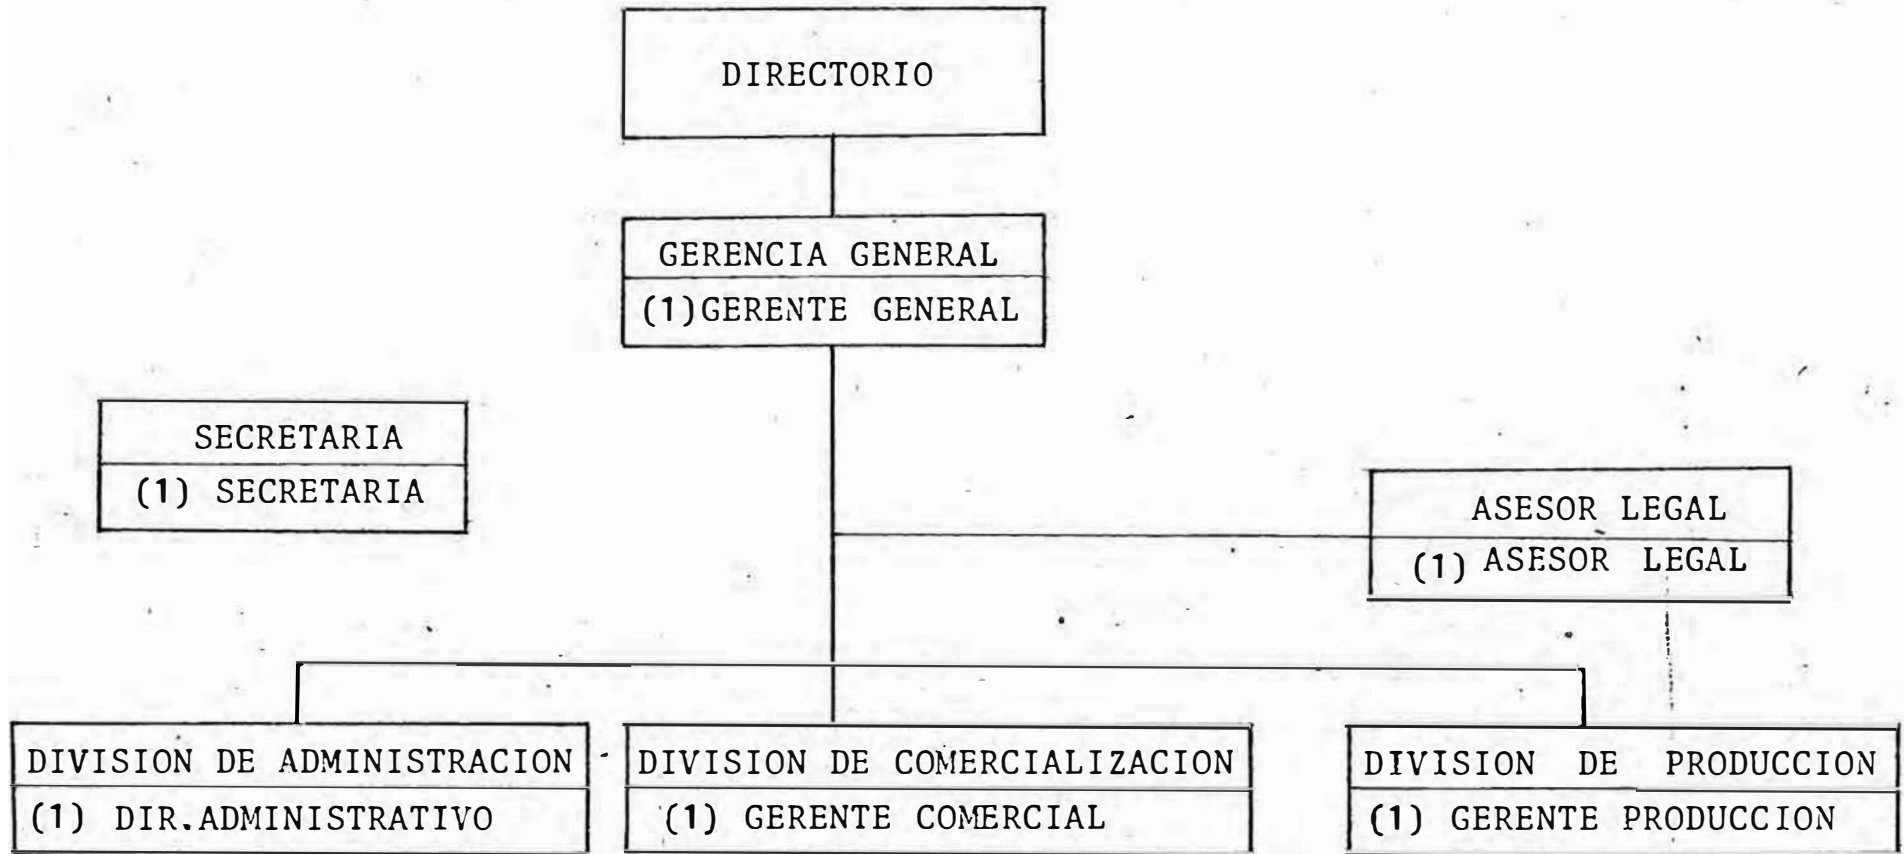 DIRECTORIO
GERENCIA GENERAL
(1) GERENTE GENERAL
SECRETARIA
(1) SECRETARIA
ASESOR LEGAL
(1) ASESOR LEGAL
DIVISION DE ADMINISTRACION
(1) DIR.ADMINISTRATIVO
DIVISION DE COMERCIALIZACION
(1) GERENTE COMERCIAL
DIVISION DE PRODUCCION
(1) GERENTE PRODUCCION